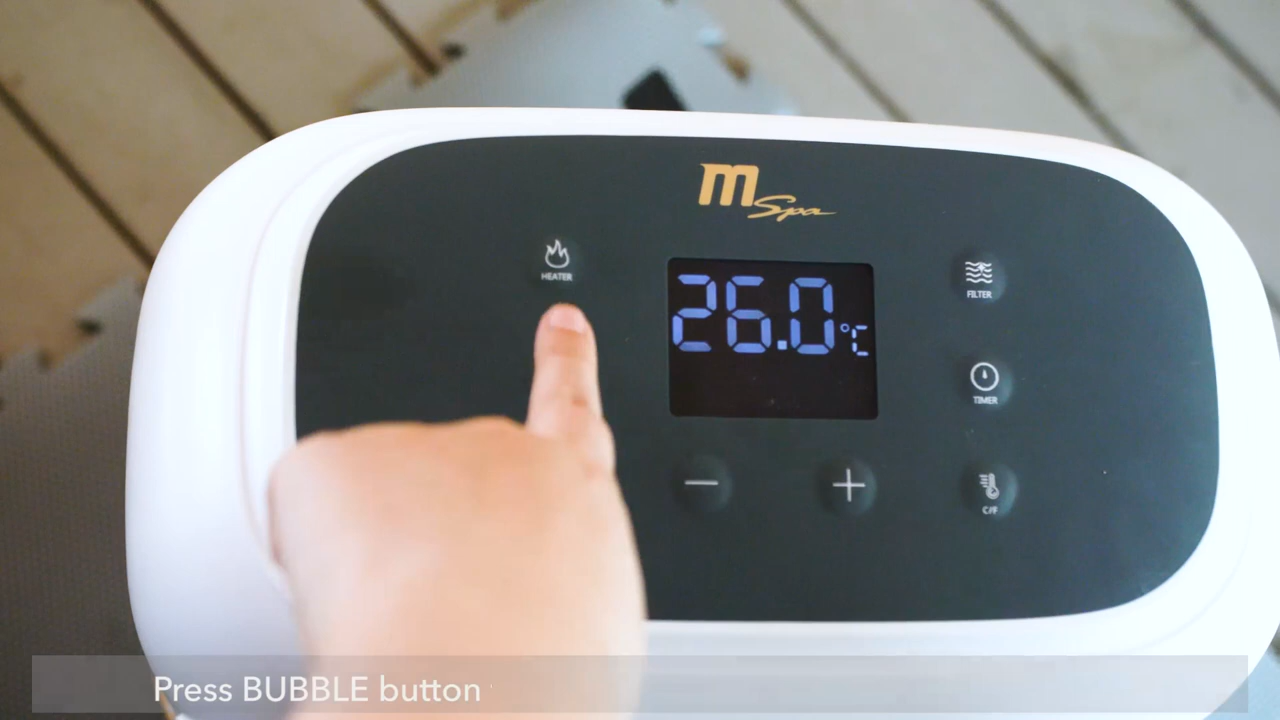 m
Spa
HEATER
26.0°C
FILTER
TIMER
C/F
Press BUBBLE button